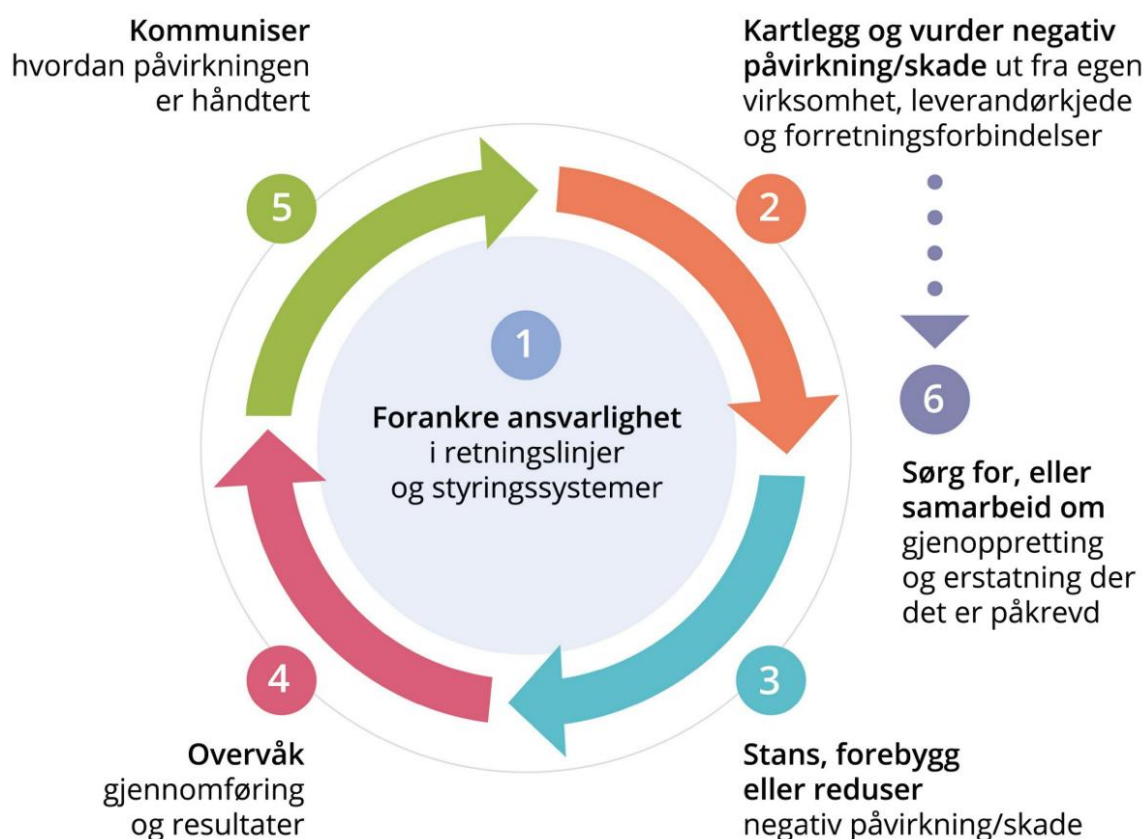 1
Forankre ansvarlighet
i retningslinjer
og styringssystemer
2
Kartlegg og vurder negativ
påvirkning/skade ut fra egen
virksomhet, leverandørkjede
og forretningsforbindelser
3
Stans, forebygg
eller reduser
negativ påvirkning/skade
4
Overvåk
gjennomføring
og resultater
5
Kommuniser
hvordan påvirkningen
er håndtert
6
Sørg for, eller
samarbeid om
gjenoppretting
og erstatning der
det er påkrevd